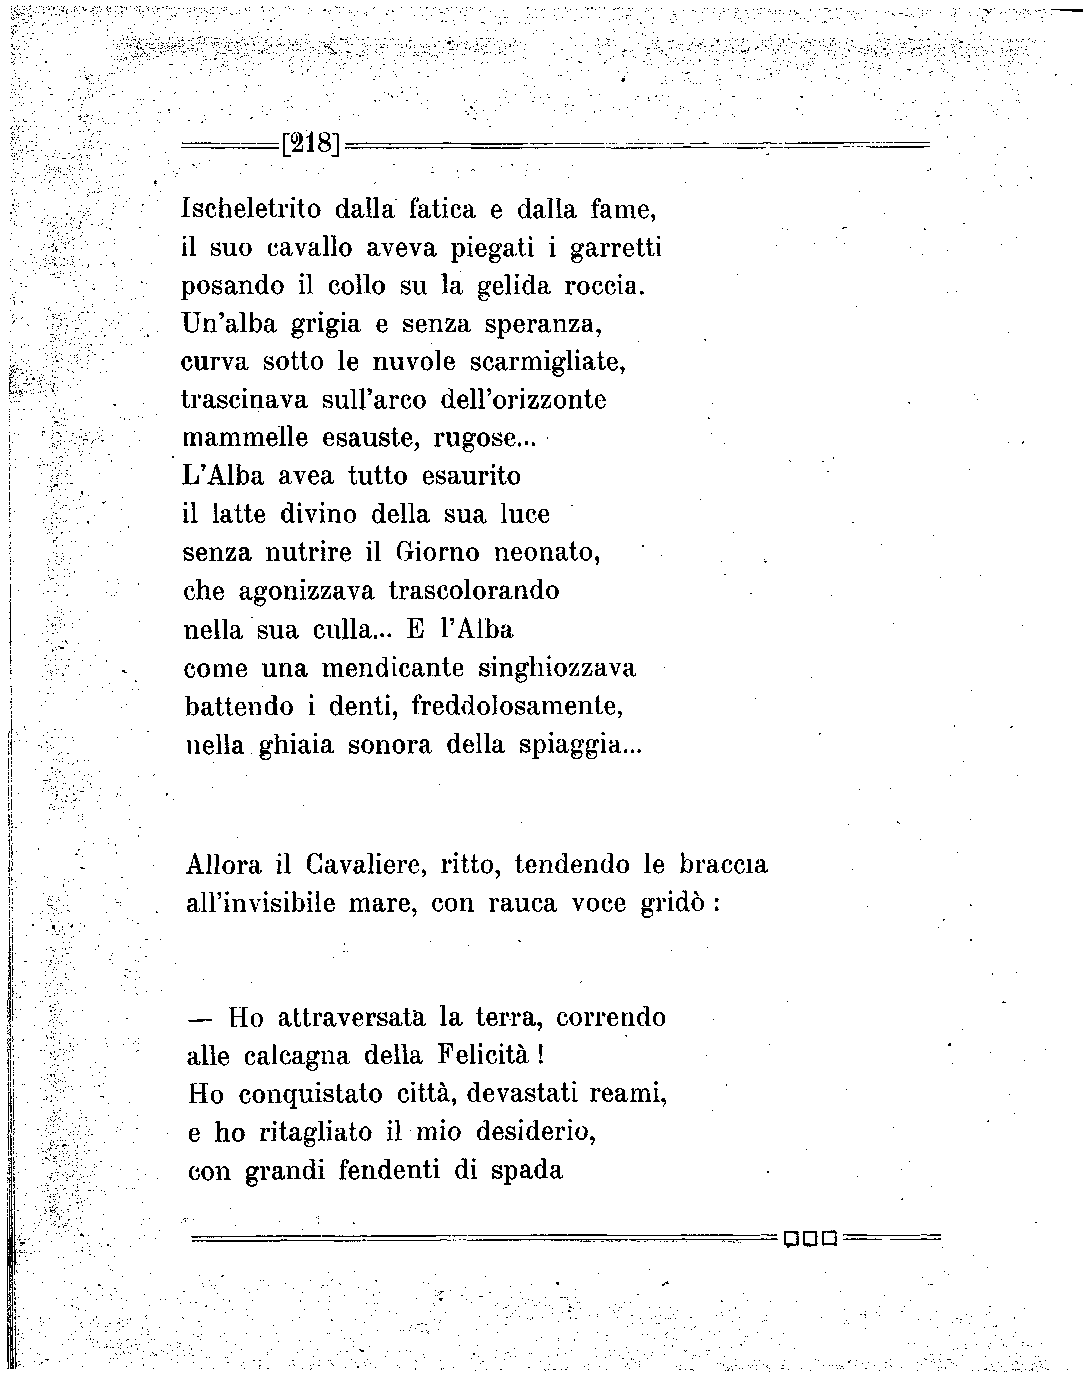 [218]
Ischeletrito dalla fatica e dalla fame,
il suo cavallo aveva piegati i garretti
posando il collo su la gelida roccia.
Un'alba grigia e senza speranza,
curva sotto le nuvole scarmigliate,
trascinava sull'arco dell'orizzonte
mammelle esauste, rugose...
L'Alba avea tutto esaurito
il latte divino della sua luce
senza nutrire il Giorno neonato,
che agonizzava trascolorando
nella sua culla... E l'Alba
come una mendicante singhiozzava
battendo i denti, freddolosamente,
nella ghiaia sonora della spiaggia...
Allora il Cavaliere, ritto, tendendo le braccia
all'invisibile mare, con rauca voce gridò :
— Ho attraversata la terra, correndo
alle calcagna della Felicità !
Ho conquistato città, devastati reami,
e ho ritagliato il mio desiderio,
con grandi fendenti di spada